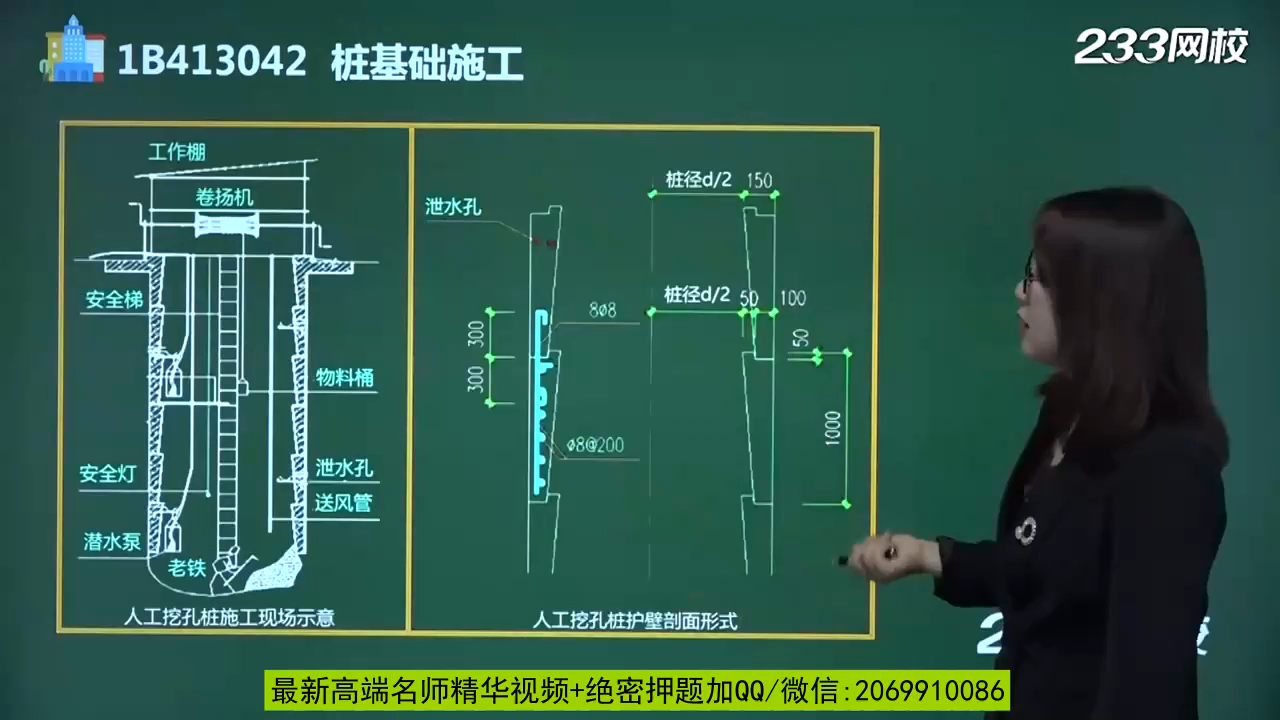 1B413042 桩基础施工
233网校
工作棚
卷扬机
安全梯
物料桶
安全灯
泄水孔
送风管
潜水泵
老铁
人工挖孔桩施工现场示意
泄水孔
桩径d/2
150
8ø8
桩径d/2
50
100
300
50
300
1000
ø8@200
人工挖孔桩护壁剖面形式
最新高端名师精华视频+绝密押题加QQ/微信:2069910086